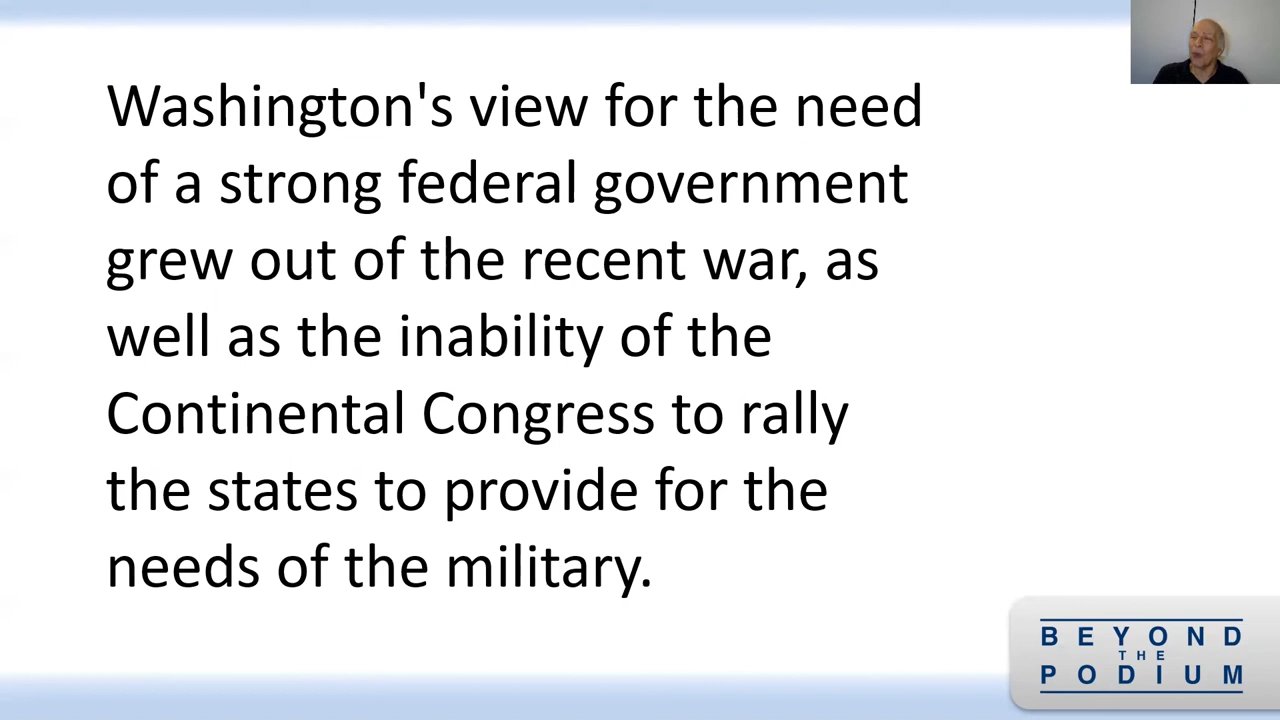 Washington's view for the need
of a strong federal government
grew out of the recent war, as
well as the inability of the
Continental Congress to rally
the states to provide for the
needs of the military.
BEYOND
THE
PODIUM